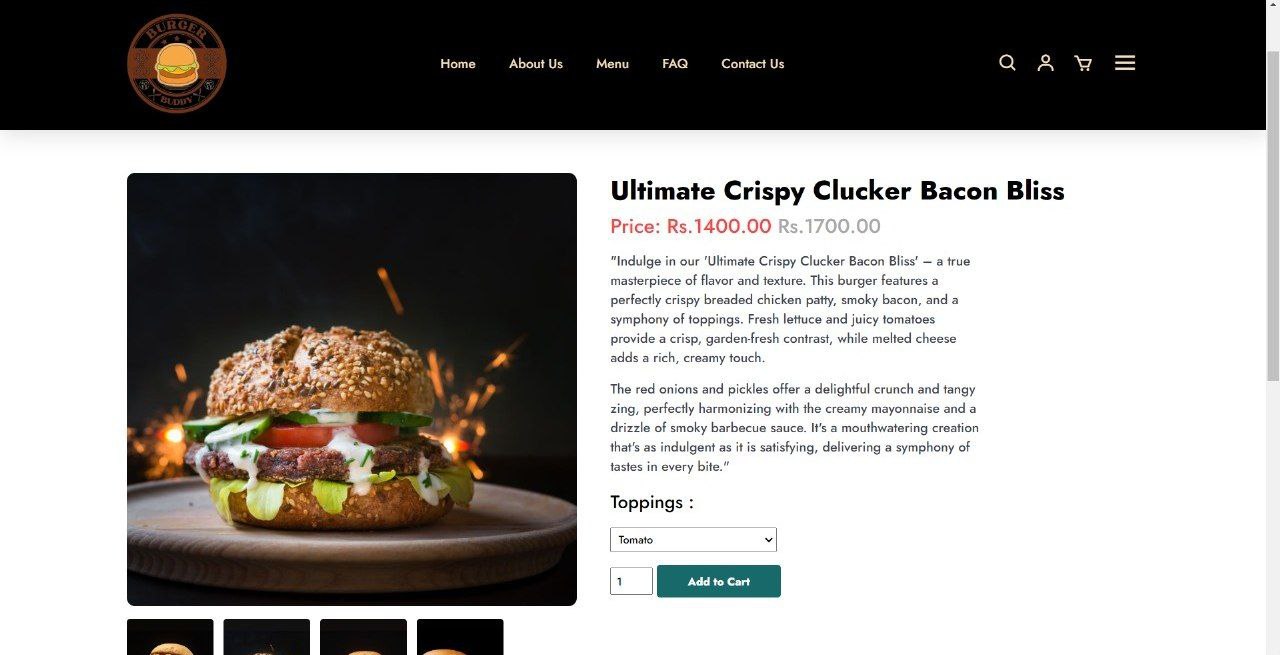 BURGER
BUDDY
Home About Us Menu FAQ Contact Us
Ultimate Crispy Clucker Bacon Bliss
Price: Rs.1400.00 Rs.1700.00
"Indulge in our 'Ultimate Crispy Clucker Bacon Bliss' – a true
masterpiece of flavor and texture. This burger features a
perfectly crispy breaded chicken patty, smoky bacon, and a
symphony of toppings. Fresh lettuce and juicy tomatoes
provide a crisp, garden-fresh contrast, while melted cheese
adds a rich, creamy touch.
The red onions and pickles offer a delightful crunch and tangy
zing, perfectly harmonizing with the creamy mayonnaise and a
drizzle of smoky barbecue sauce. It's a mouthwatering creation
that's as indulgent as it is satisfying, delivering a symphony of
tastes in every bite."
Toppings :
Tomato
1 Add to Cart